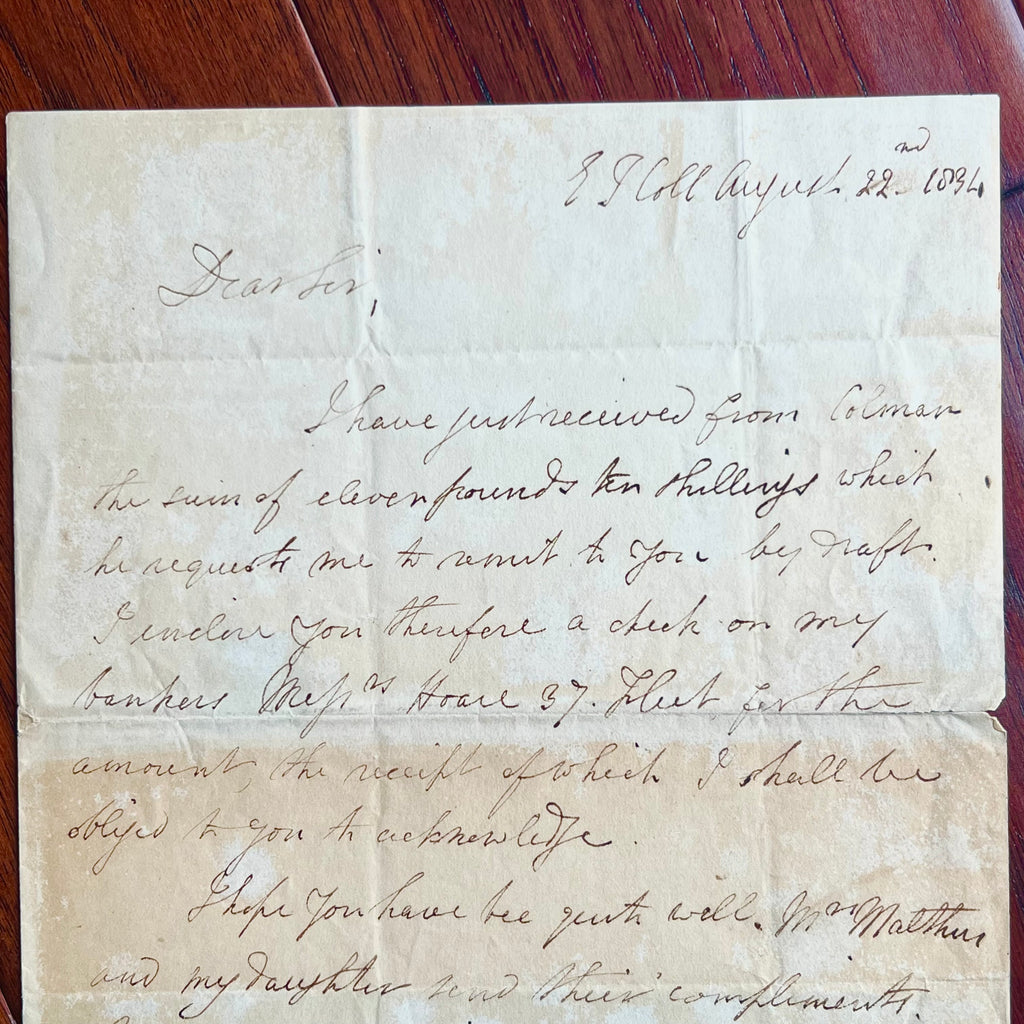 E I Coll August 22nd 1834
Dear Sir,
I have just received from Colman
the sum of eleven pounds ten shillings which
he requests me to remit to you by draft.
I inclose you therefore a check on my
bankers Messrs Hoare 37. Fleet for the
amount, the receipt of which I shall be
obliged to you to acknowledge.
I hope you have bee quite well. Mrs Malthus
and my daughter send their compliments.